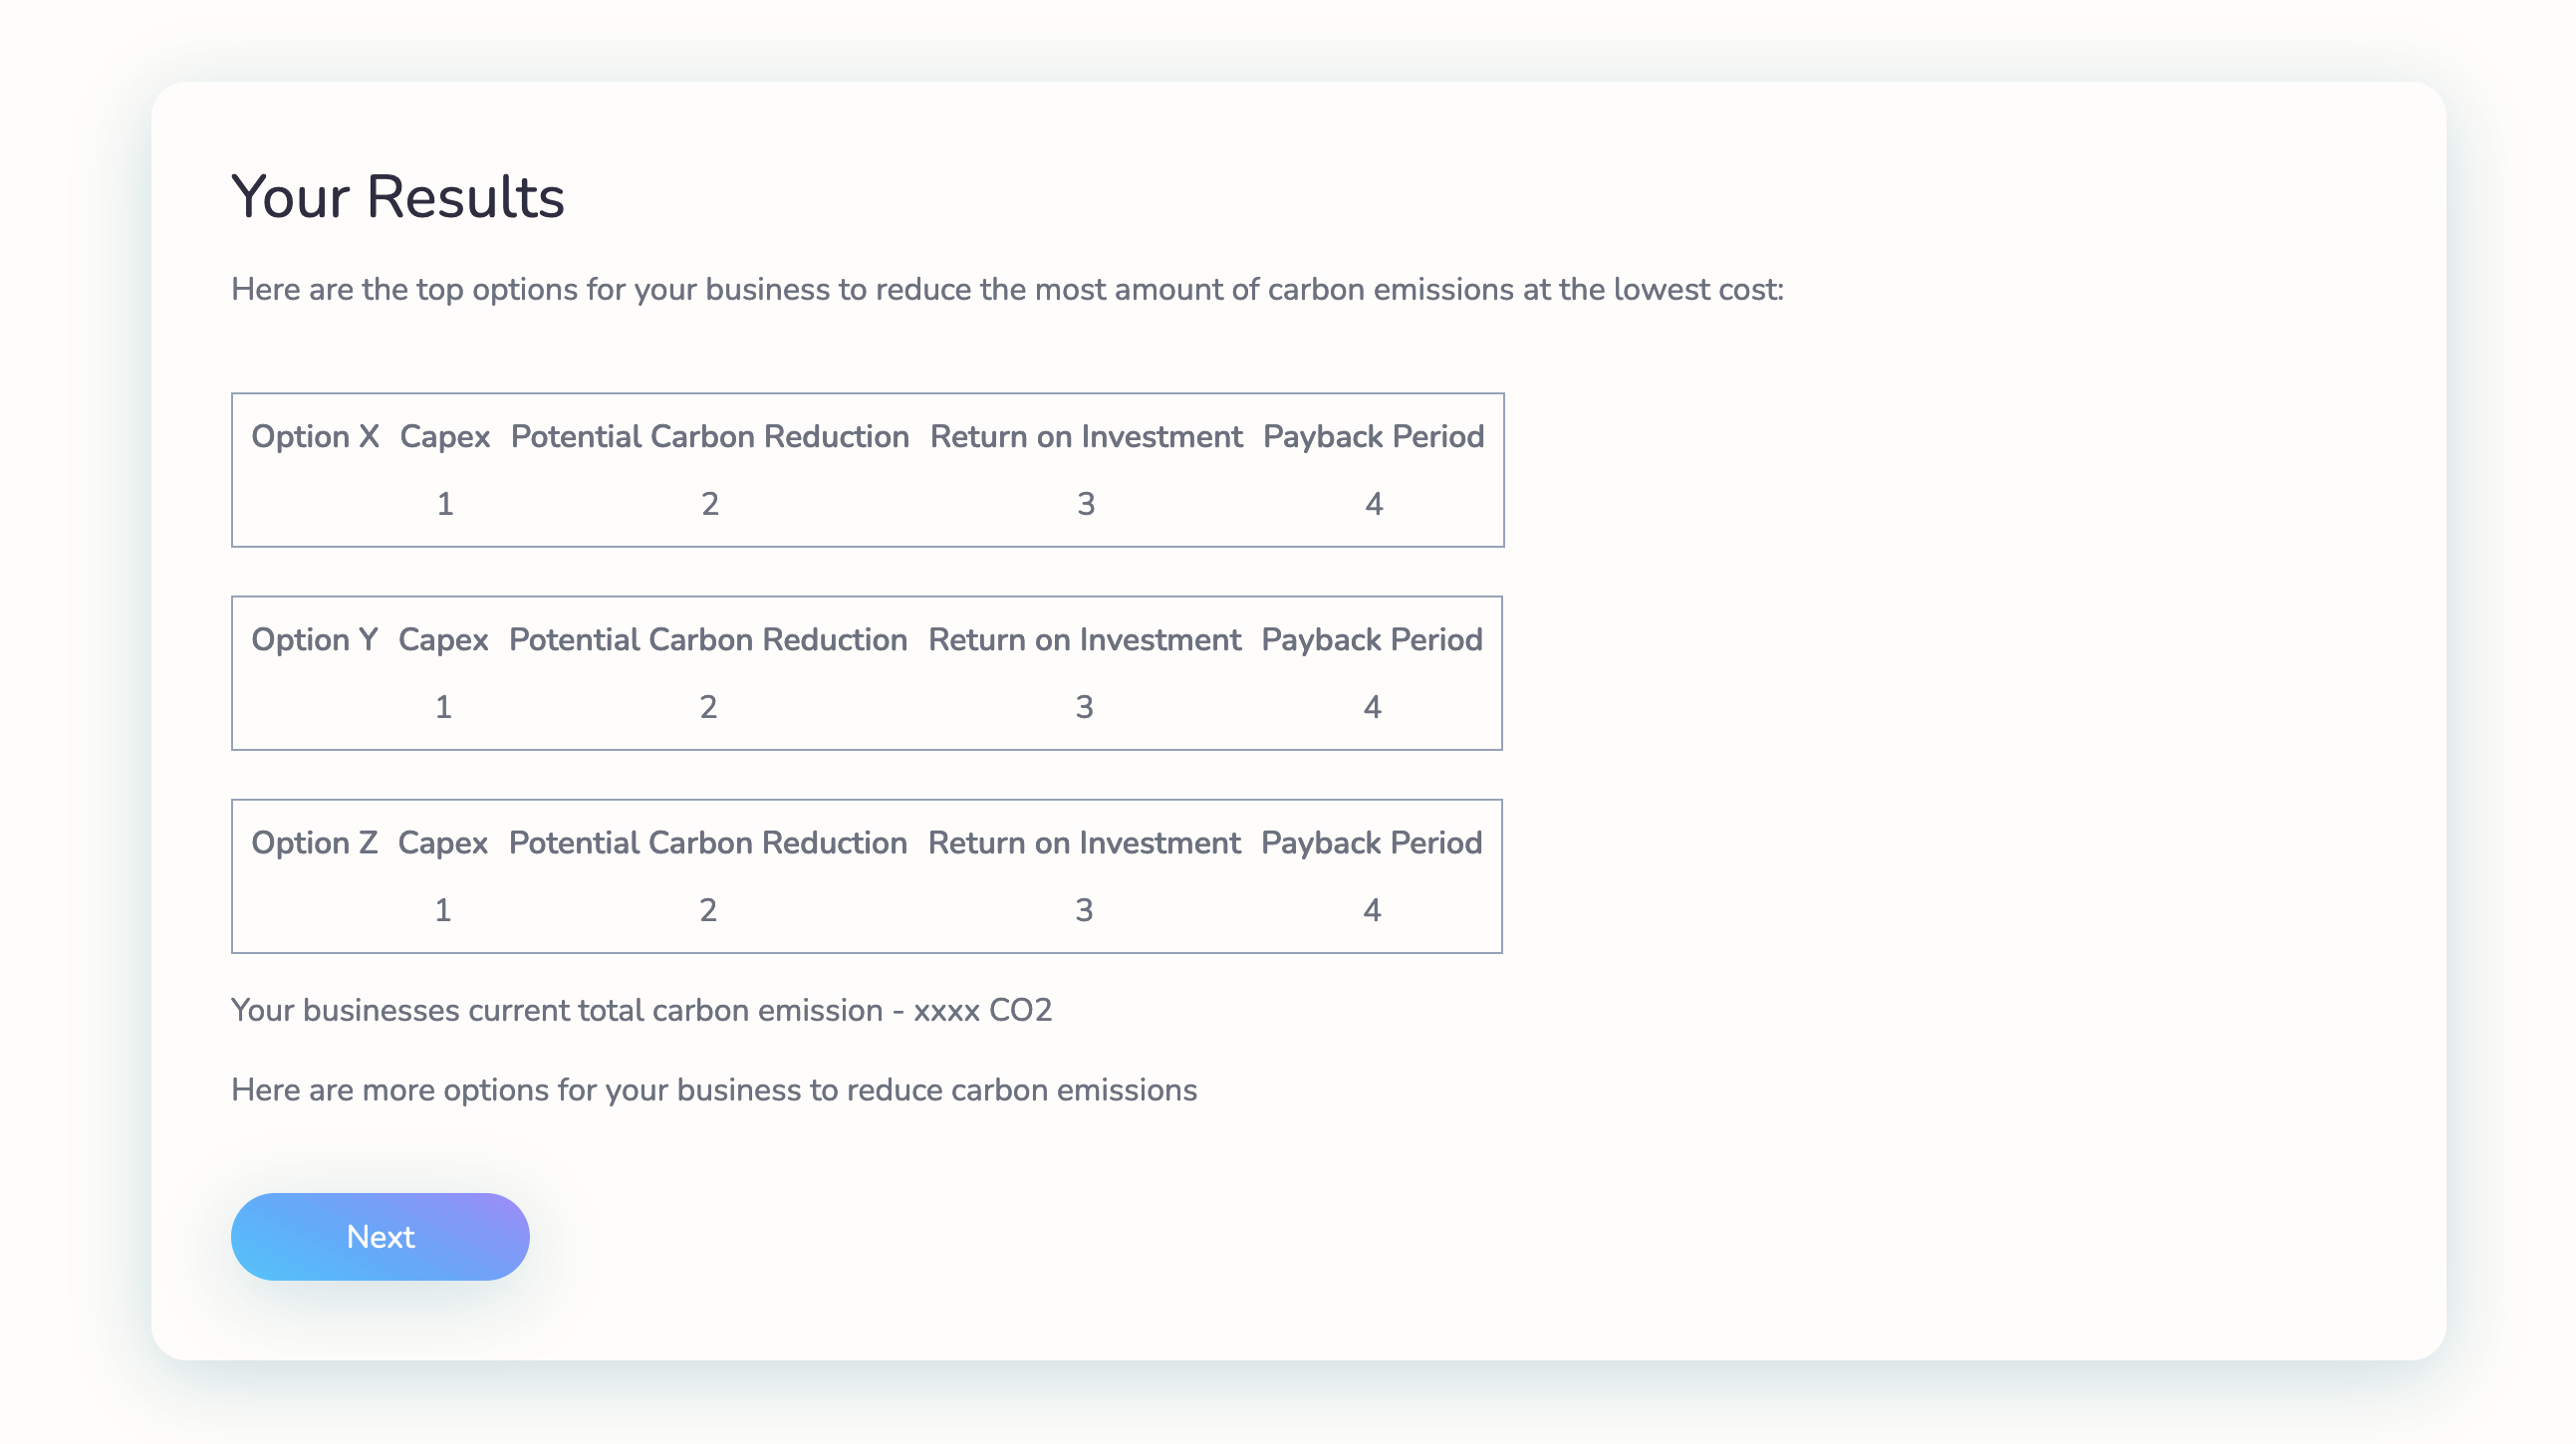 Your Results
Here are the top options for your business to reduce the most amount of carbon emissions at the lowest cost:
Option X Capex Potential Carbon Reduction Return on Investment Payback Period
1 2 3 4
Option Y Capex Potential Carbon Reduction Return on Investment Payback Period
1 2 3 4
Option Z Capex Potential Carbon Reduction Return on Investment Payback Period
1 2 3 4
Your businesses current total carbon emission - xxxx CO2
Here are more options for your business to reduce carbon emissions
Next